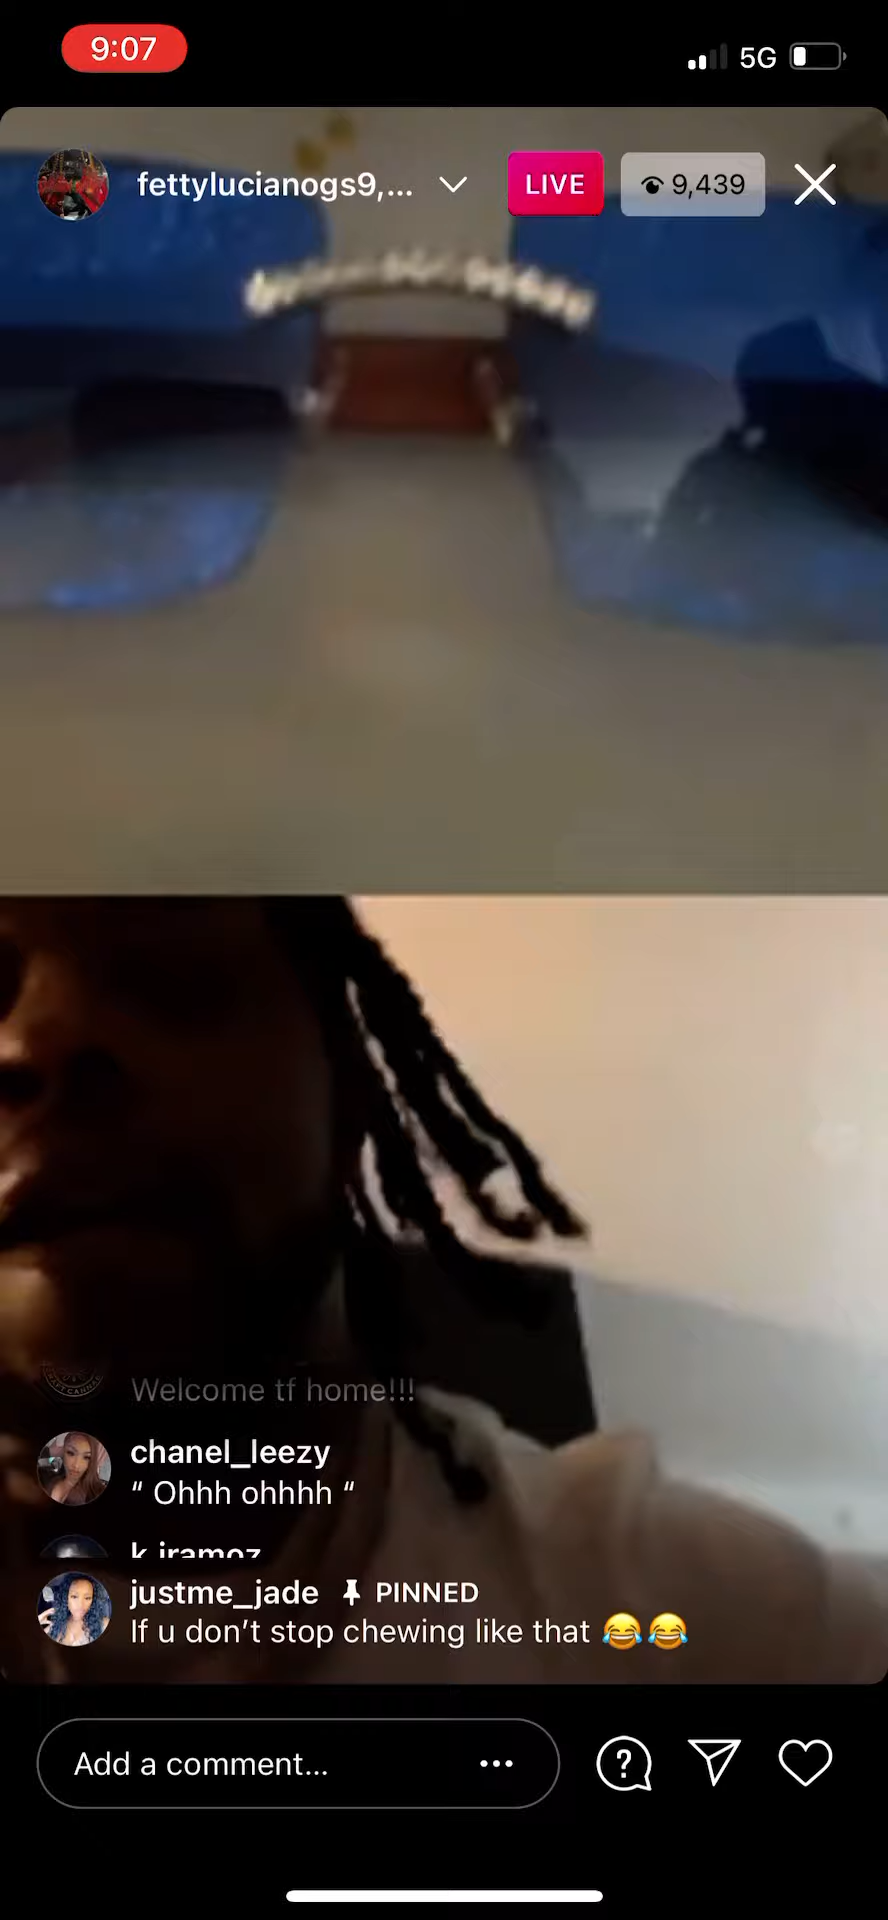 9:07
5G
fettylucianogs9,...
LIVE
9,439
Welcome tf home!!!
chanel_leezy
“ Ohhh ohhhh “
k.iramoz
justme_jade PINNED
If u don’t stop chewing like that 😂😂
Add a comment...